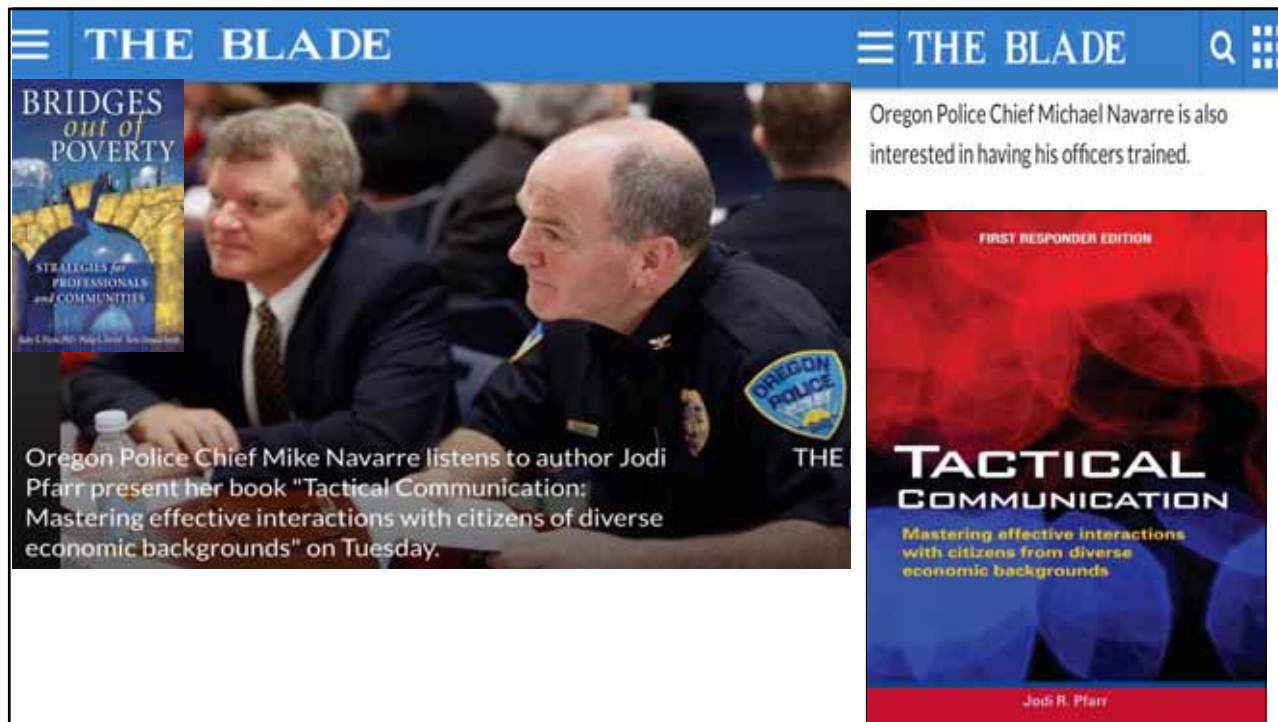 THE BLADE
BRIDGES
out of
POVERTY
STRATEGIES for
PROFESSIONALS
and COMMUNITIES
OREGON
POLICE
Oregon Police Chief Mike Navarre listens to author Jodi
Pfarr present her book "Tactical Communication:
Mastering effective interactions with citizens of diverse
economic backgrounds" on Tuesday.
THE
THE BLADE
Oregon Police Chief Michael Navarre is also
interested in having his officers trained.
FIRST RESPONDER EDITION
TACTICAL
COMMUNICATION
Mastering effective interactions
with citizens from diverse
economic backgrounds
Jodi R. Pfarr